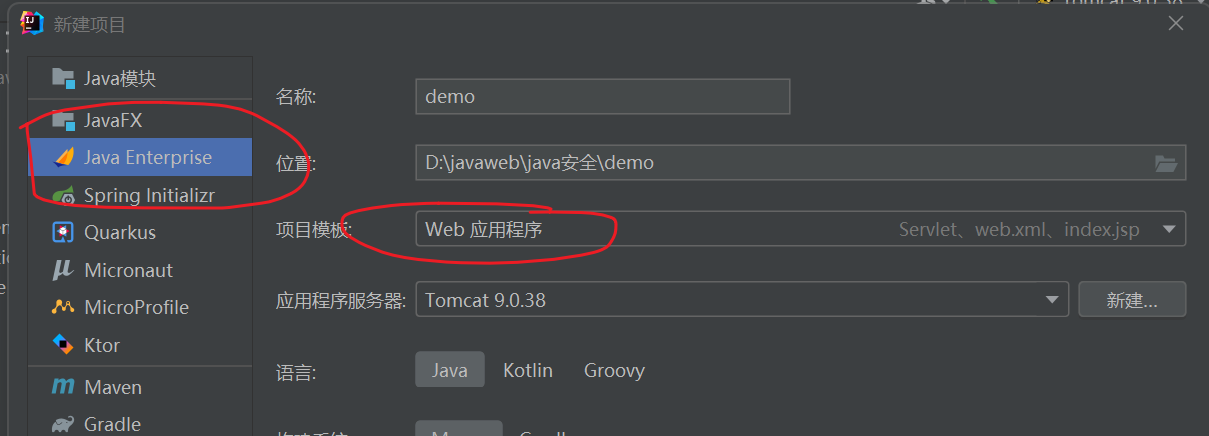 新建项目
Java模块
JavaFX
Java Enterprise
Spring Initializr
Quarkus
Micronaut
MicroProfile
Ktor
Maven
Gradle
名称:
demo
位置:
D:\javaweb\java安全\demo
项目模板:
Web 应用程序
Servlet、web.xml、index.jsp
应用程序服务器:
Tomcat 9.0.38
新建...
语言:
Java
Kotlin
Groovy